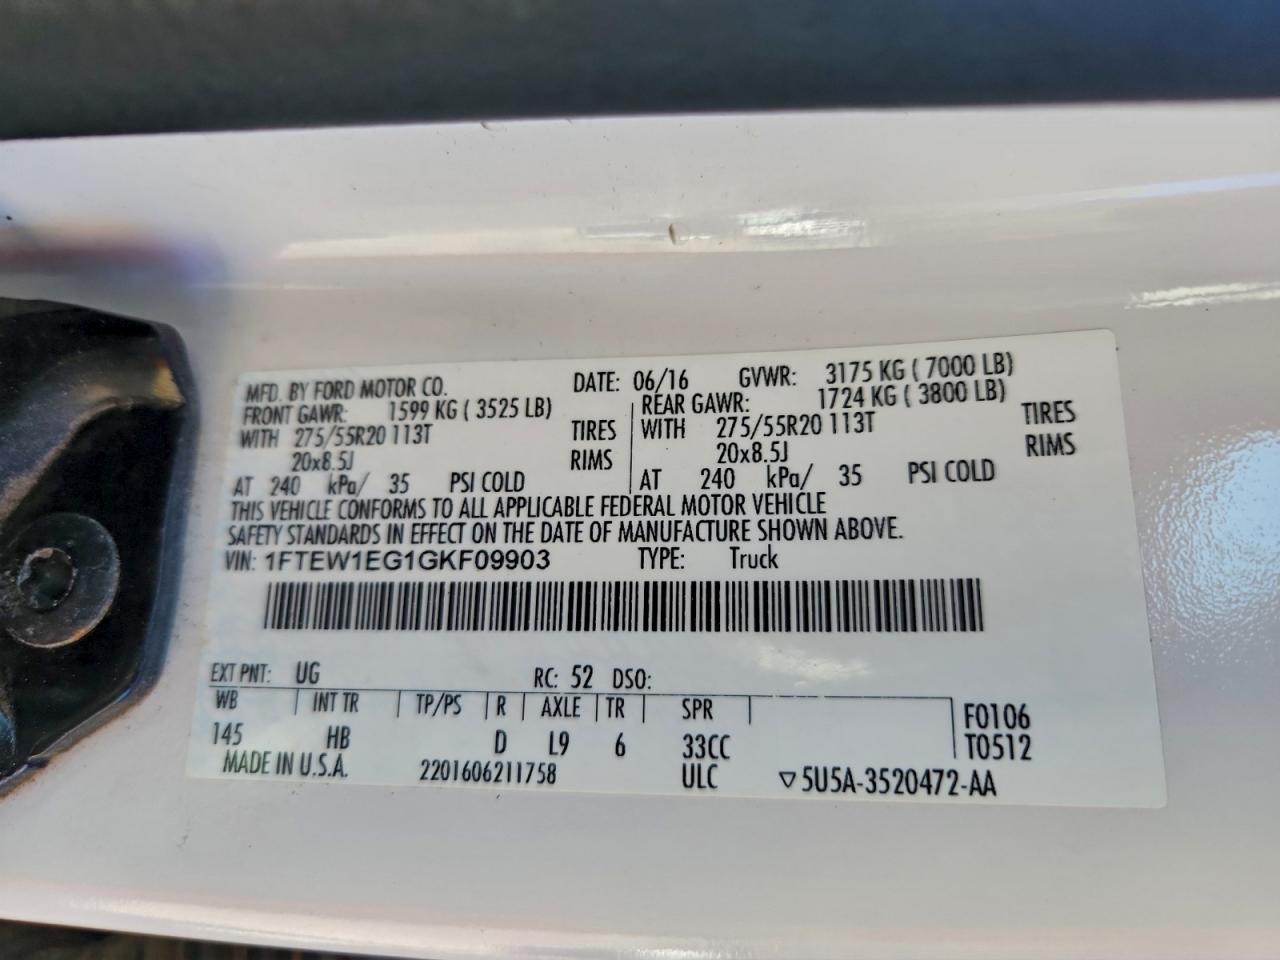 MFD. BY FORD MOTOR CO. DATE: 06/16 GVWR: 3175 KG ( 7000 LB)
FRONT GAWR: 1599 KG ( 3525 LB) REAR GAWR: 1724 KG ( 3800 LB)
WITH 275/55R20 113T TIRES WITH 275/55R20 113T TIRES
20x8.5J RIMS 20x8.5J RIMS
AT 240 kPa/ 35 PSI COLD AT 240 kPa/ 35 PSI COLD
THIS VEHICLE CONFORMS TO ALL APPLICABLE FEDERAL MOTOR VEHICLE
SAFETY STANDARDS IN EFFECT ON THE DATE OF MANUFACTURE SHOWN ABOVE.
VIN: 1FTEW1EG1GKF09903 TYPE: Truck
EXT PNT: UG RC: 52 DSO:
WB INT TR TP/PS R AXLE TR SPR F0106
145 HB D L9 6 33CC T0512
MADE IN U.S.A. 2201606211758 ULC ▽5U5A-3520472-AA